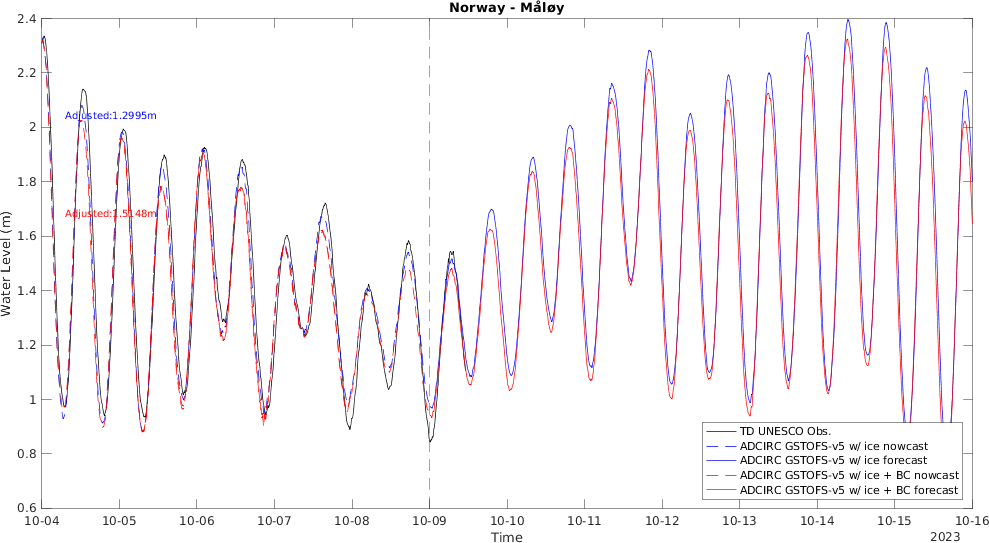 Norway - Måløy
2.4
2.2
2
1.8
1.6
1.4
1.2
1
0.8
0.6
Water Level (m)
Adjusted:1.2995m
Adjusted:1.5148m
TD UNESCO Obs.
ADCIRC GSTOFS-v5 w/ ice nowcast
ADCIRC GSTOFS-v5 w/ ice forecast
ADCIRC GSTOFS-v5 w/ ice + BC nowcast
ADCIRC GSTOFS-v5 w/ ice + BC forecast
10-04 10-05 10-06 10-07 10-08 10-09 10-10 10-11 10-12 10-13 10-14 10-15 10-16
Time
2023